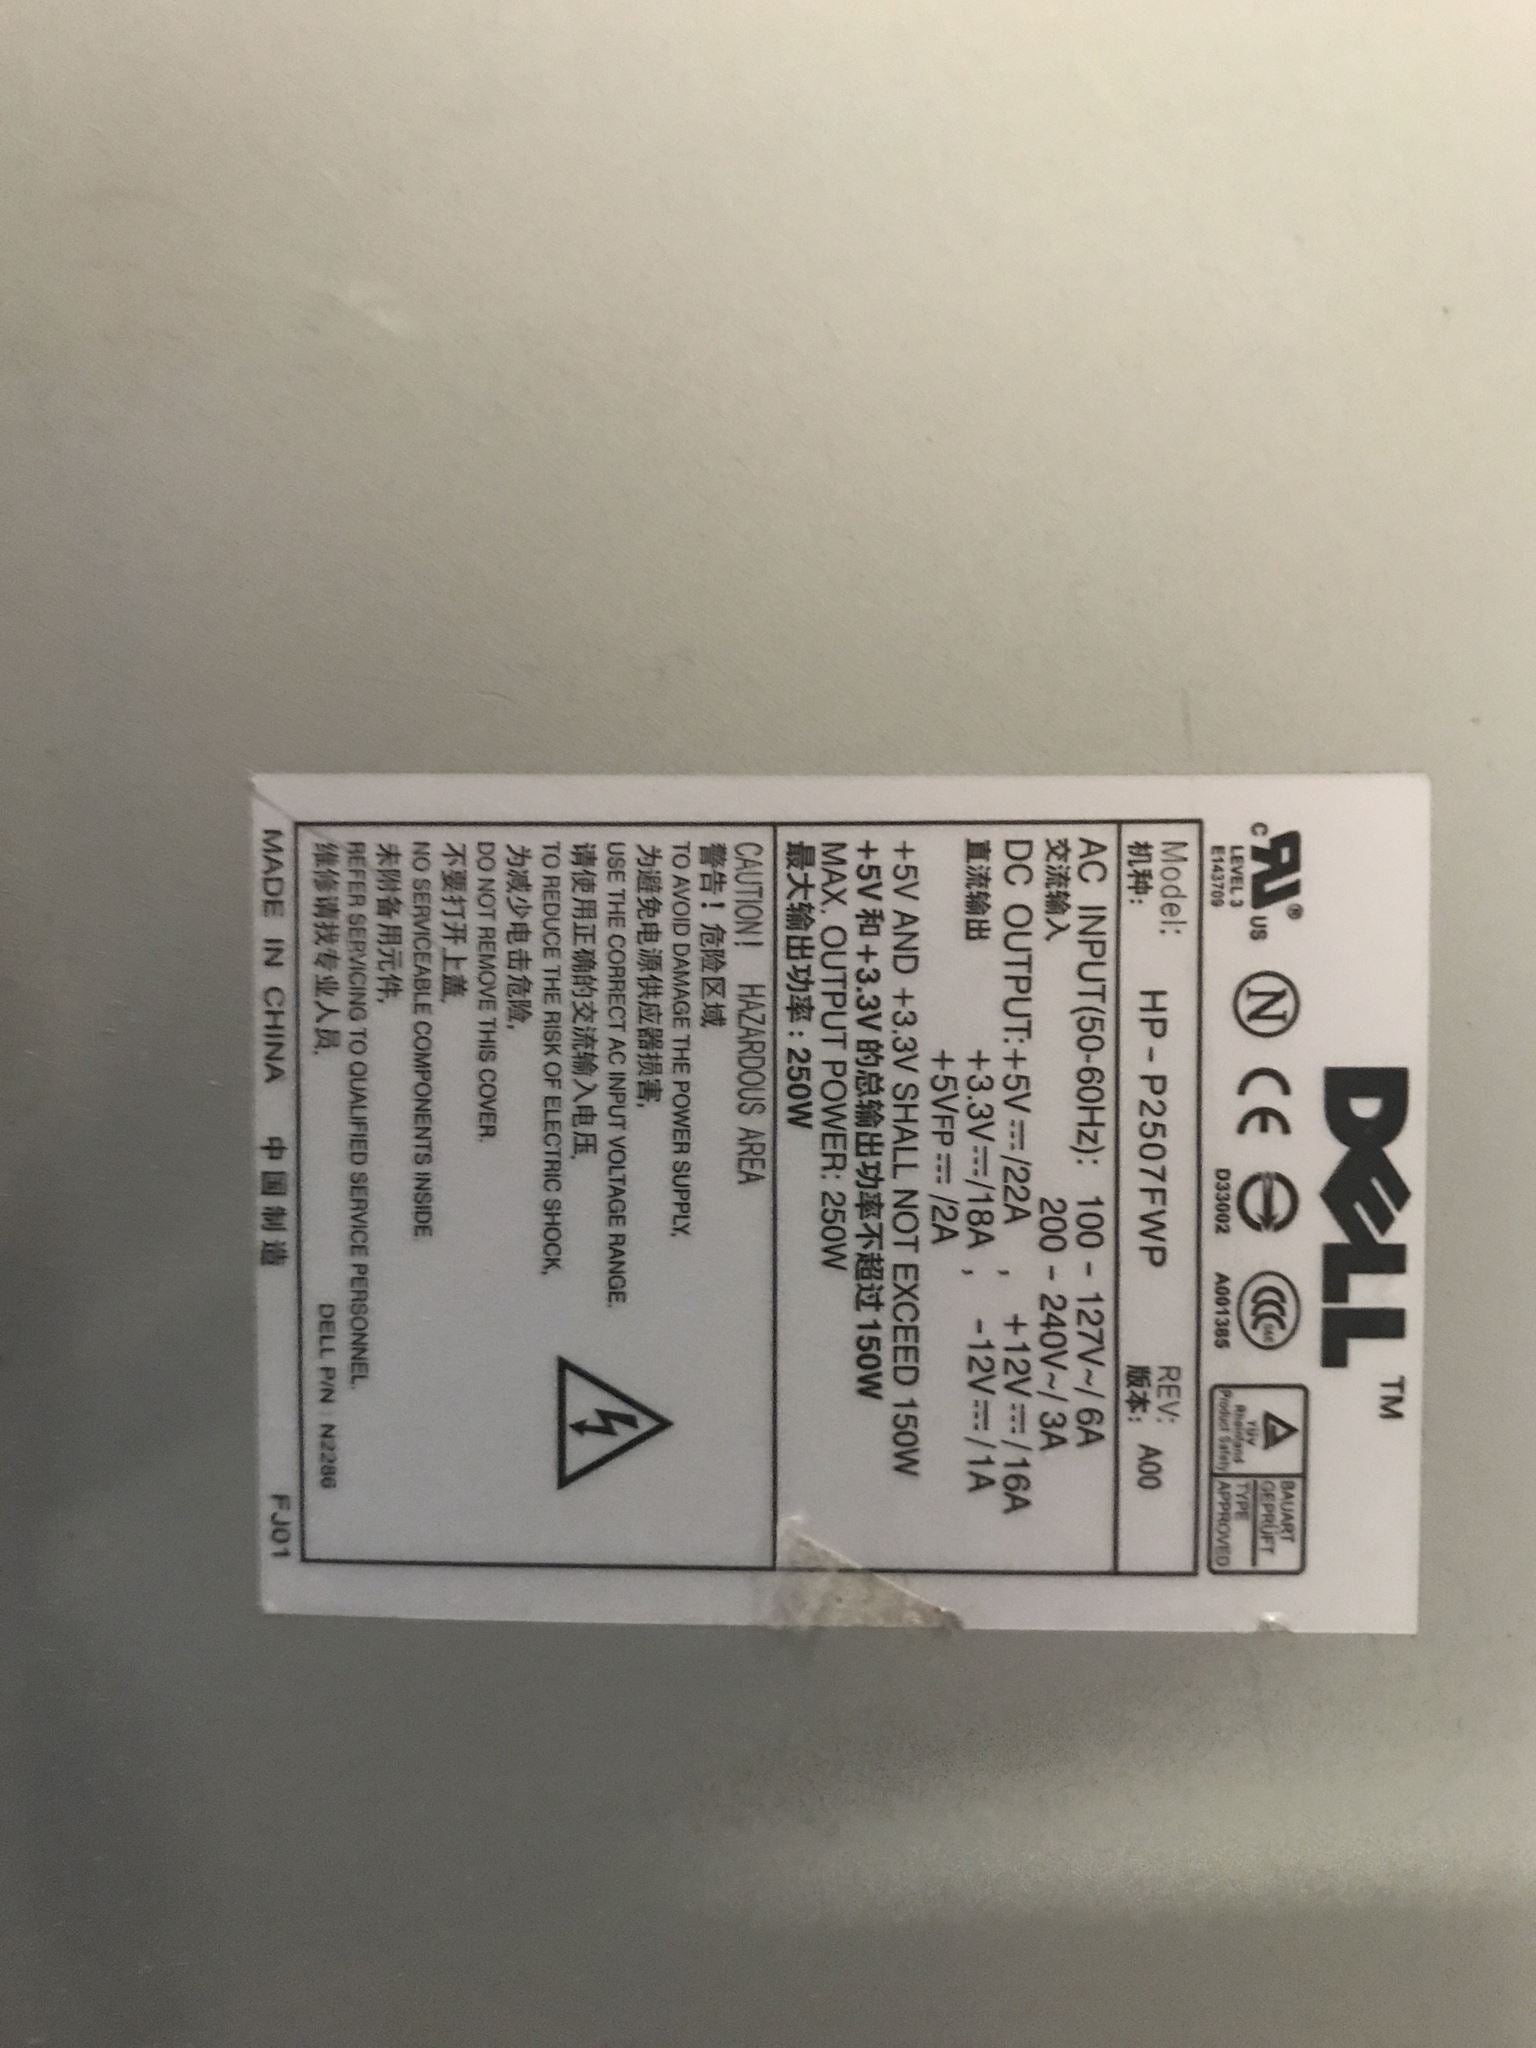 DELL™
c RU® US
LEVEL 3
E143709
N
CE
D33002
CCC S&E
A001385
TÜV
Rheinland
Product Safety
BAUART
GEPRÜFT
TYPE
APPROVED
Model: HP-P2507FWP REV: A00
机种: 版本:
AC INPUT(50-60Hz): 100 - 127V~/ 6A
交流输入 200 - 240V~/ 3A
DC OUTPUT:+5V⎓/22A , +12V⎓/16A
直流输出 +3.3V⎓/18A , -12V⎓/1A
+5VFP⎓/2A
+5V AND +3.3V SHALL NOT EXCEED 150W
+5V 和 +3.3V 的总输出功率不超过 150W
MAX. OUTPUT POWER: 250W
最大输出功率: 250W
CAUTION! HAZARDOUS AREA
警告! 危险区域
TO AVOID DAMAGE THE POWER SUPPLY,
为避免电源供应器损害,
USE THE CORRECT AC INPUT VOLTAGE RANGE.
请使用正确的交流输入电压.
TO REDUCE THE RISK OF ELECTRIC SHOCK,
为减少电击危险,
DO NOT REMOVE THIS COVER.
不要打开上盖,
NO SERVICEABLE COMPONENTS INSIDE.
未附备用元件,
REFER SERVICING TO QUALIFIED SERVICE PERSONNEL.
维修请找专业人员.
DELL P/N : N2286
MADE IN CHINA 中国制造 FJ01